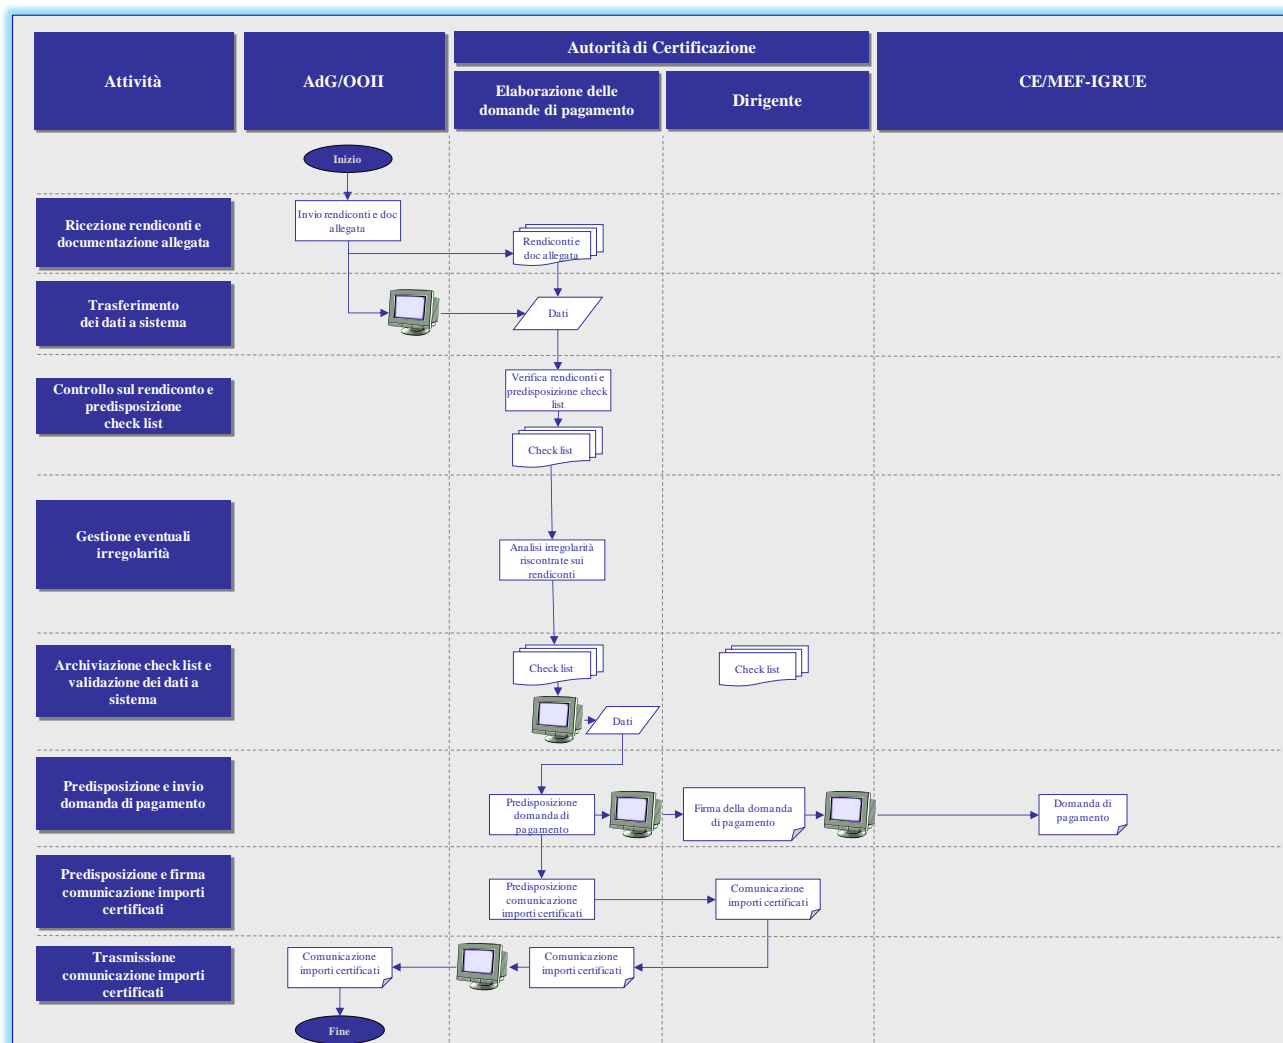 Attività
AdG/OOII
Autorità di Certificazione
Elaborazione delle
domande di pagamento
Dirigente
CE/MEF-IGRUE
Inizio
Ricezione rendiconti e
documentazione allegata
Invio rendiconti e doc
allegata
Rendiconti e
doc allegata
Trasferimento
dei dati a sistema
Dati
Controllo sul rendiconto e
predisposizione
check list
Verifica rendiconti e
predisposizione check
list
Check list
Gestione eventuali
irregolarità
Analisi irregolarità
riscontrate sui
rendiconti
Archiviazione check list e
validazione dei dati a
sistema
Check list
Check list
Dati
Predisposizione e invio
domanda di pagamento
Predisposizione
domanda di
pagamento
Firma della domanda
di pagamento
Domanda di
pagamento
Predisposizione e firma
comunicazione importi
certificati
Predisposizione
comunicazione
importi certificati
Comunicazione
importi certificati
Trasmissione
comunicazione importi
certificati
Comunicazione
importi certificati
Comunicazione
importi certificati
Fine